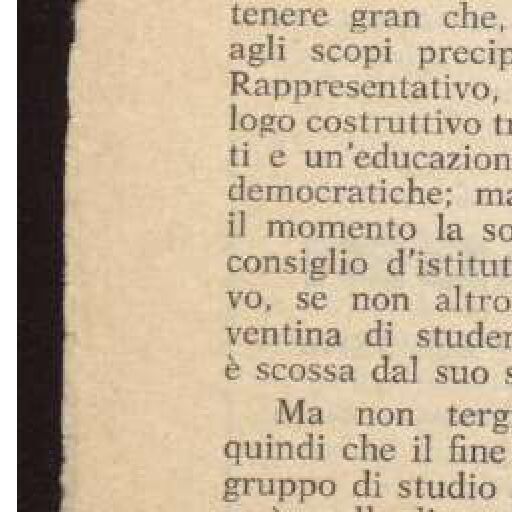 tenere gran che,
agli scopi precip
Rappresentativo,
logo costruttivo tr
ti e un'educazion
democratiche; ma
il momento la so
consiglio d'istitut
vo, se non altro
ventina di studen
è scossa dal suo s
Ma non terg
quindi che il fine
gruppo di studio